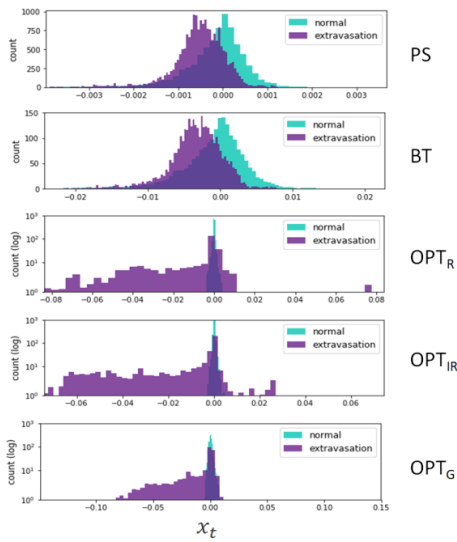 1000
750
500
250
0
count
normal
extravasation
PS
−0.003 −0.002 −0.001 0.000 0.001 0.002 0.003
150
100
50
0
count
normal
extravasation
BT
−0.02 −0.01 0.00 0.01 0.02
10³
10²
10¹
10⁰
count (log)
normal
extravasation
OPT_R
−0.08 −0.06 −0.04 −0.02 0.00 0.02 0.04 0.06 0.08
10³
10²
10¹
10⁰
count (log)
normal
extravasation
OPT_IR
−0.06 −0.04 −0.02 0.00 0.02 0.04 0.06
10³
10²
10¹
10⁰
count (log)
normal
extravasation
OPT_G
−0.10 −0.05 0.00 0.05 0.10 0.15
x_t